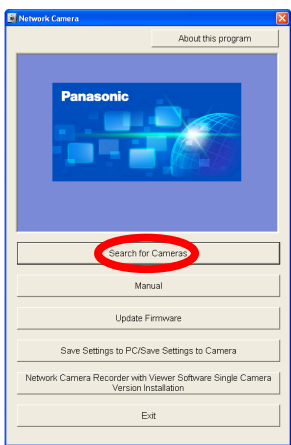 Network Camera
About this program
Panasonic
Search for Cameras
Manual
Update Firmware
Save Settings to PC/Save Settings to Camera
Network Camera Recorder with Viewer Software Single Camera
Version Installation
Exit